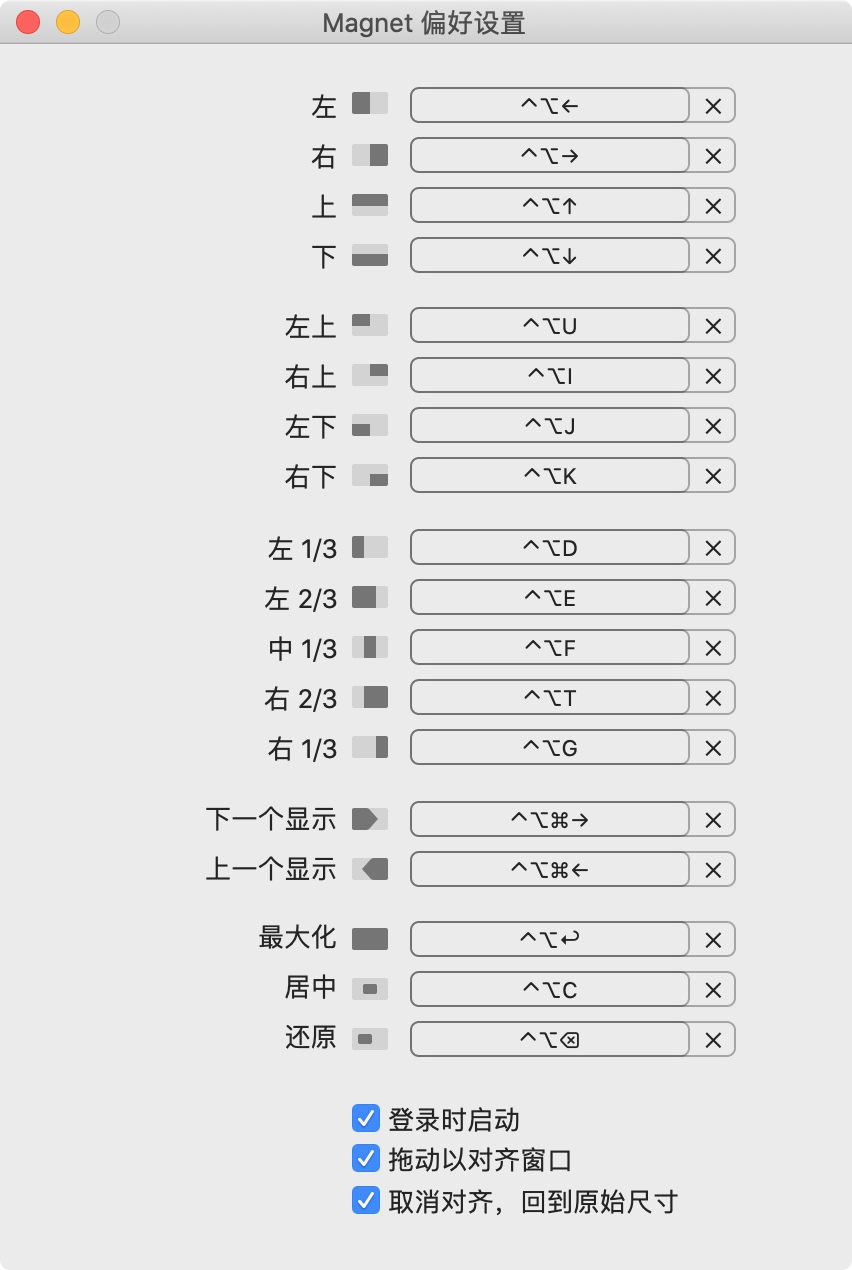 Magnet 偏好设置
左 ^⌥←
右 ^⌥→
上 ^⌥↑
下 ^⌥↓
左上 ^⌥U
右上 ^⌥I
左下 ^⌥J
右下 ^⌥K
左 1/3 ^⌥D
左 2/3 ^⌥E
中 1/3 ^⌥F
右 2/3 ^⌥T
右 1/3 ^⌥G
下一个显示 ^⌥⌘→
上一个显示 ^⌥⌘←
最大化 ^⌥↩
居中 ^⌥C
还原 ^⌥⌫
登录时启动
拖动以对齐窗口
取消对齐，回到原始尺寸